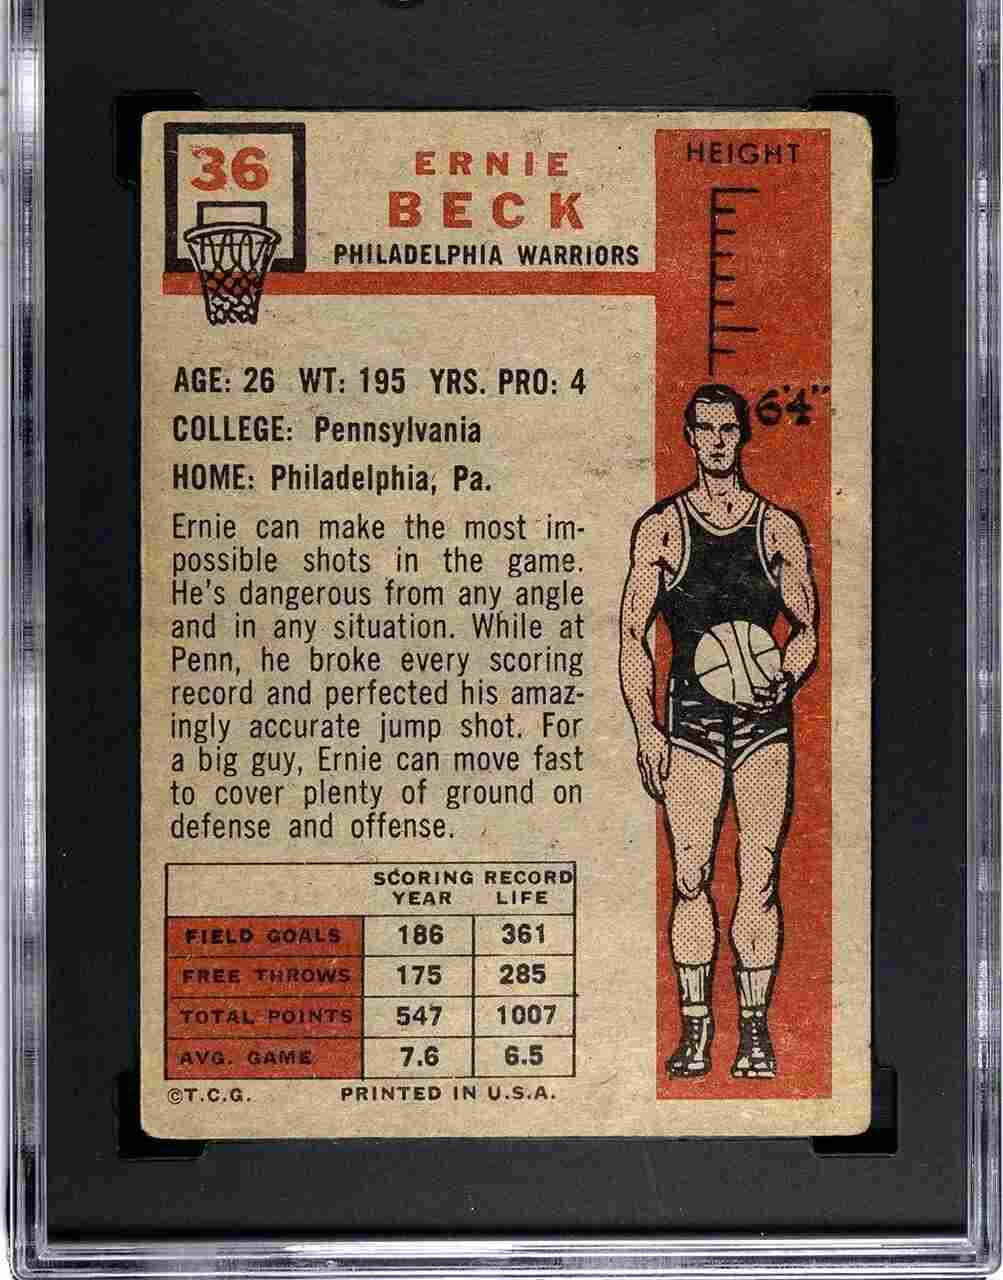 36
ERNIE
BECK
PHILADELPHIA WARRIORS
HEIGHT
6'4"
AGE: 26 WT: 195 YRS. PRO: 4
COLLEGE: Pennsylvania
HOME: Philadelphia, Pa.
Ernie can make the most im-
possible shots in the game.
He's dangerous from any angle
and in any situation. While at
Penn, he broke every scoring
record and perfected his amaz-
ingly accurate jump shot. For
a big guy, Ernie can move fast
to cover plenty of ground on
defense and offense.
SCORING RECORD
YEAR LIFE
FIELD GOALS 186 361
FREE THROWS 175 285
TOTAL POINTS 547 1007
AVG. GAME 7.6 6.5
©T.C.G. PRINTED IN U.S.A.